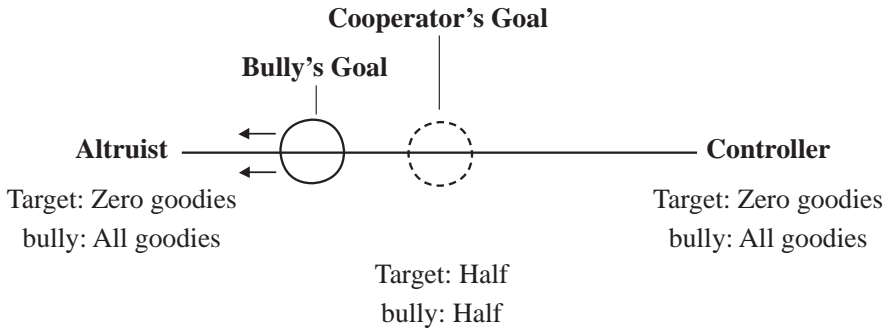 Cooperator’s Goal
Bully’s Goal
Altruist
Controller
Target: Zero goodies
bully: All goodies
Target: Zero goodies
bully: All goodies
Target: Half
bully: Half